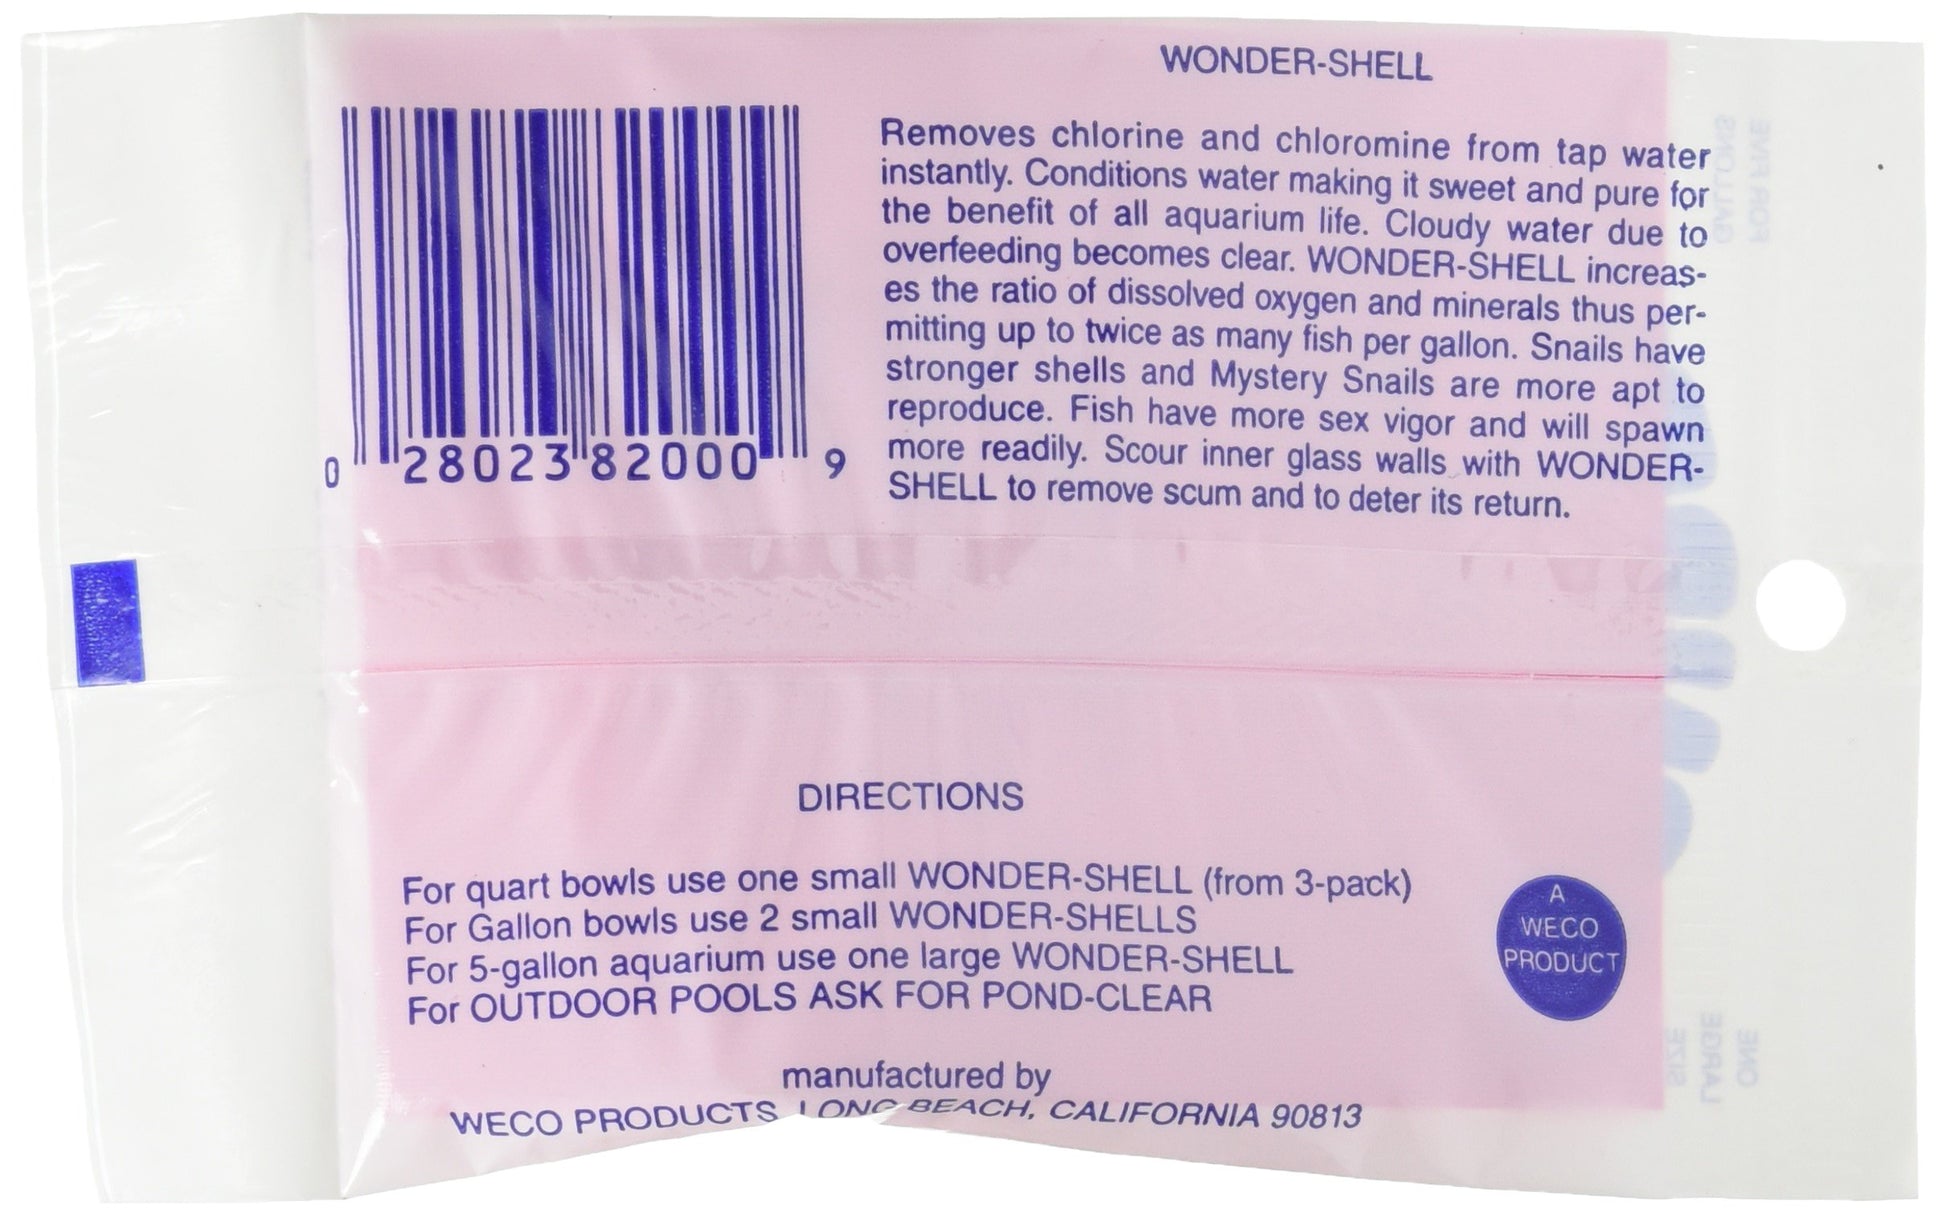 WONDER-SHELL
Removes chlorine and chloromine from tap water
instantly. Conditions water making it sweet and pure for
the benefit of all aquarium life. Cloudy water due to
overfeeding becomes clear. WONDER-SHELL increas-
es the ratio of dissolved oxygen and minerals thus per-
mitting up to twice as many fish per gallon. Snails have
stronger shells and Mystery Snails are more apt to
reproduce. Fish have more sex vigor and will spawn
more readily. Scour inner glass walls with WONDER-
SHELL to remove scum and to deter its return.
0 28023 82000 9
DIRECTIONS
For quart bowls use one small WONDER-SHELL (from 3-pack)
For Gallon bowls use 2 small WONDER-SHELLS
For 5-gallon aquarium use one large WONDER-SHELL
For OUTDOOR POOLS ASK FOR POND-CLEAR
A
WECO
PRODUCT
manufactured by
WECO PRODUCTS, LONG BEACH, CALIFORNIA 90813
FOR FIVE
GALLONS
ONE
LARGE
SIZE